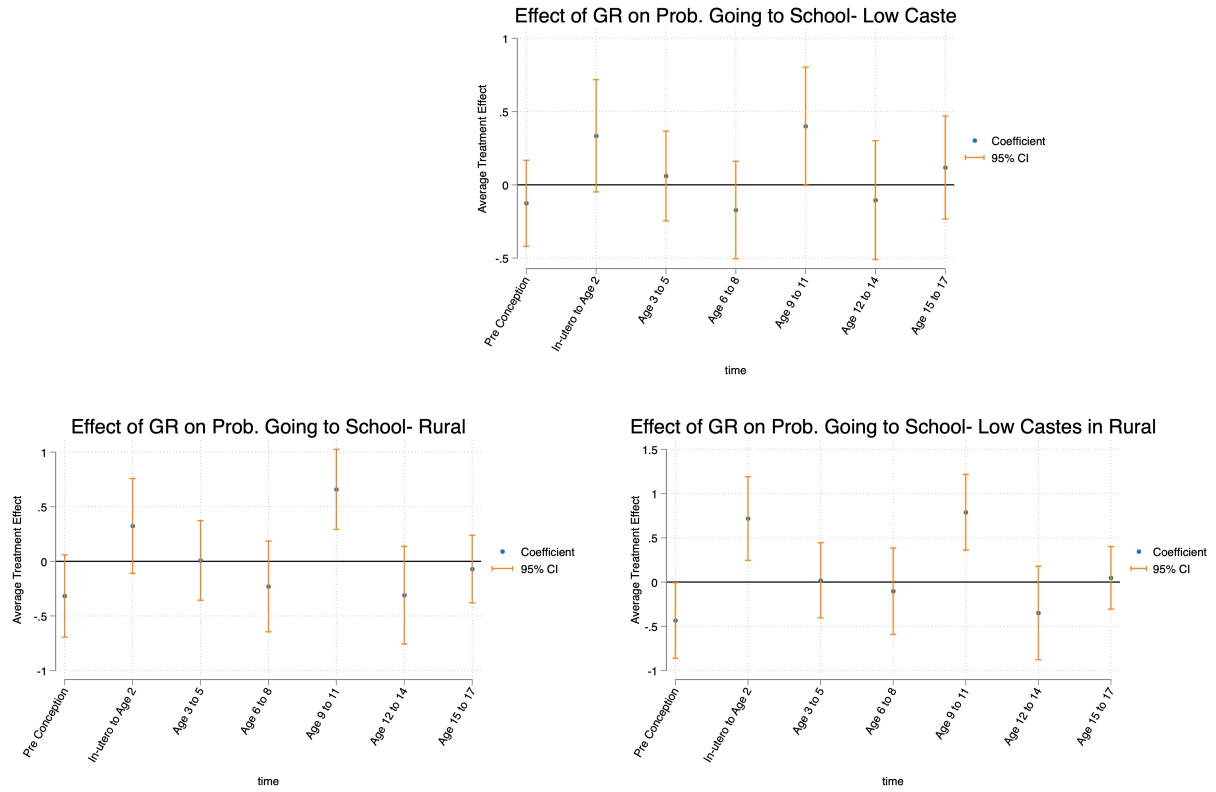 Effect of GR on Prob. Going to School- Low Caste
Average Treatment Effect
1
.5
0
-.5
Pre Conception
In-utero to Age 2
Age 3 to 5
Age 6 to 8
Age 9 to 11
Age 12 to 14
Age 15 to 17
time
Coefficient
95% CI
Effect of GR on Prob. Going to School- Rural
Average Treatment Effect
1
.5
0
-.5
-1
Pre Conception
In-utero to Age 2
Age 3 to 5
Age 6 to 8
Age 9 to 11
Age 12 to 14
Age 15 to 17
time
Coefficient
95% CI
Effect of GR on Prob. Going to School- Low Castes in Rural
Average Treatment Effect
1.5
1
.5
0
-.5
-1
Pre Conception
In-utero to Age 2
Age 3 to 5
Age 6 to 8
Age 9 to 11
Age 12 to 14
Age 15 to 17
time
Coefficient
95% CI